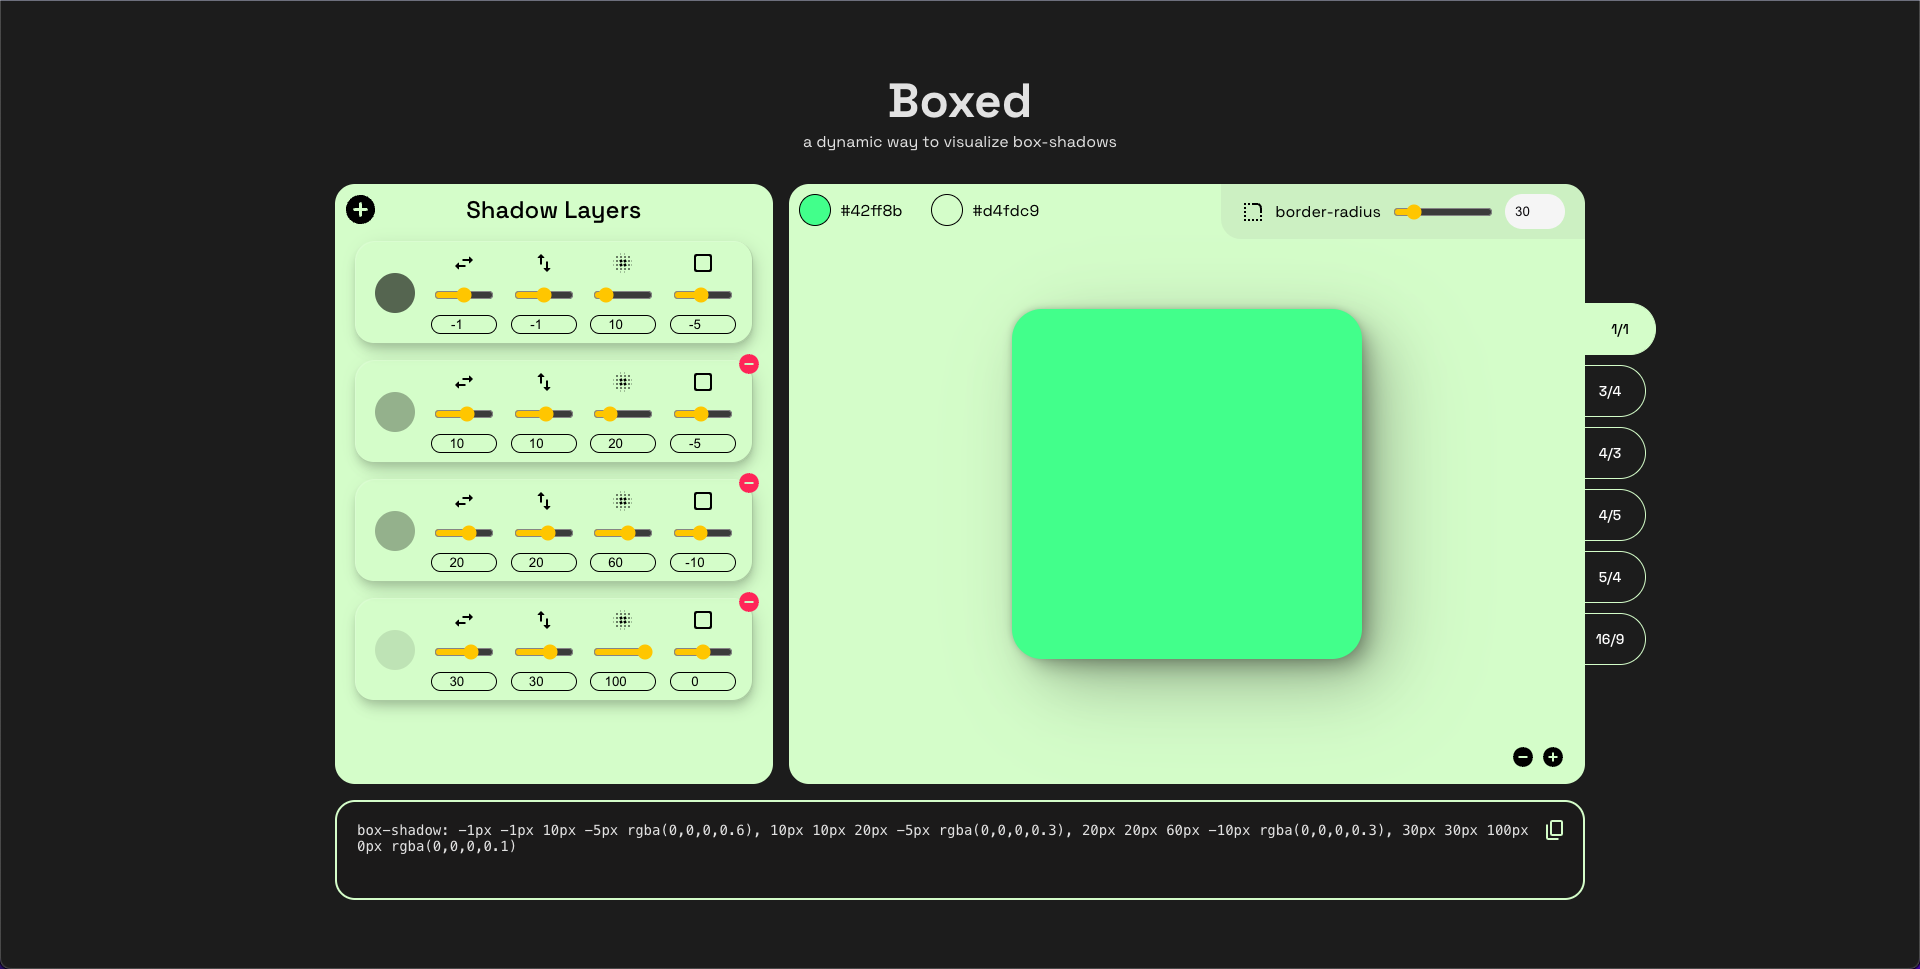 Boxed
a dynamic way to visualize box-shadows
Shadow Layers
-1 -1 10 -5
10 10 20 -5
20 20 60 -10
30 30 100 0
#42ff8b #d4fdc9 border-radius 30
1/1
3/4
4/3
4/5
5/4
16/9
box-shadow: -1px -1px 10px -5px rgba(0,0,0,0.6), 10px 10px 20px -5px rgba(0,0,0,0.3), 20px 20px 60px -10px rgba(0,0,0,0.3), 30px 30px 100px
0px rgba(0,0,0,0.1)